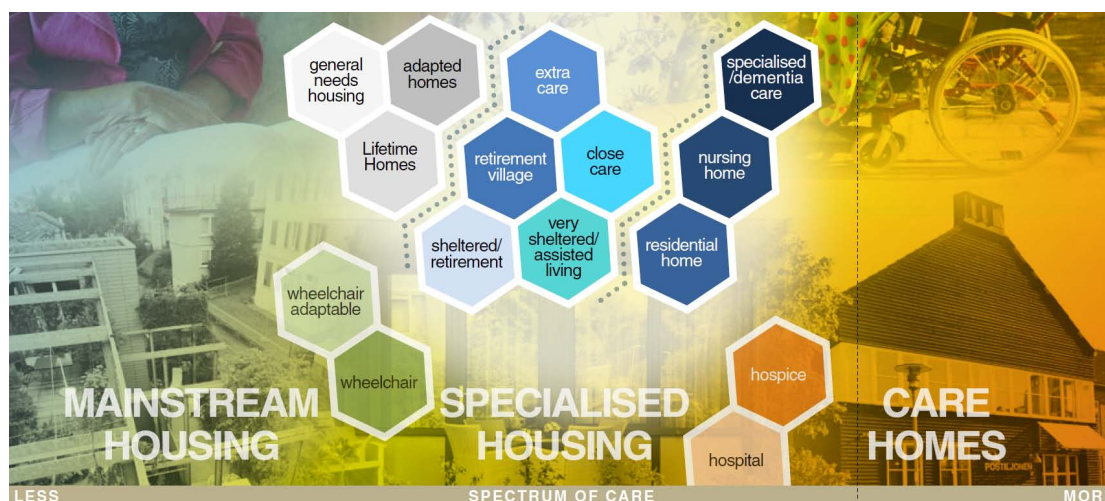 general
needs
housing
adapted
homes
Lifetime
Homes
extra
care
retirement
village
close
care
sheltered/
retirement
very
sheltered/
assisted
living
specialised
/dementia
care
nursing
home
residential
home
wheelchair
adaptable
wheelchair
hospice
hospital
MAINSTREAM
HOUSING
SPECIALISED
HOUSING
CARE
HOMES
POSTILJONEN
LESS
SPECTRUM OF CARE
MOR